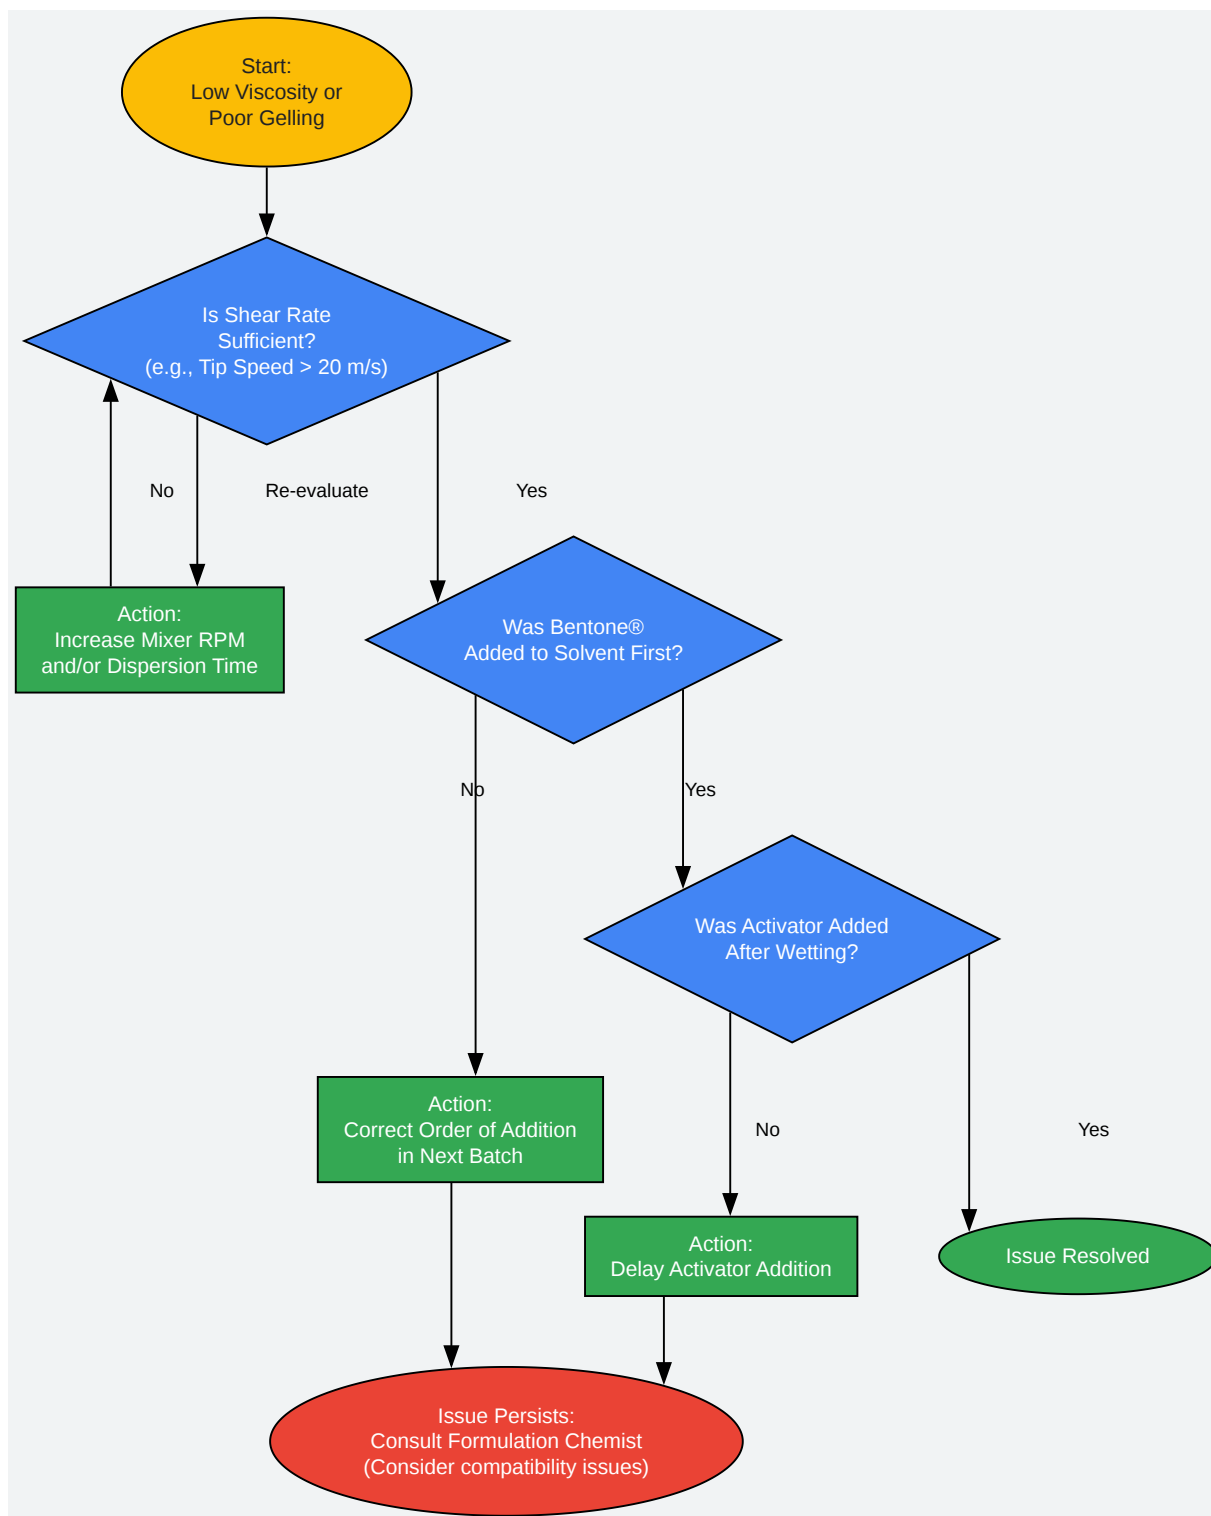 Start:
Low Viscosity or
Poor Gelling
Is Shear Rate
Sufficient?
(e.g., Tip Speed > 20 m/s)
No
Re-evaluate
Yes
Action:
Increase Mixer RPM
and/or Dispersion Time
Was Bentone®
Added to Solvent First?
No
Yes
Was Activator Added
After Wetting?
Action:
Correct Order of Addition
in Next Batch
No
Yes
Action:
Delay Activator Addition
Issue Resolved
Issue Persists:
Consult Formulation Chemist
(Consider compatibility issues)